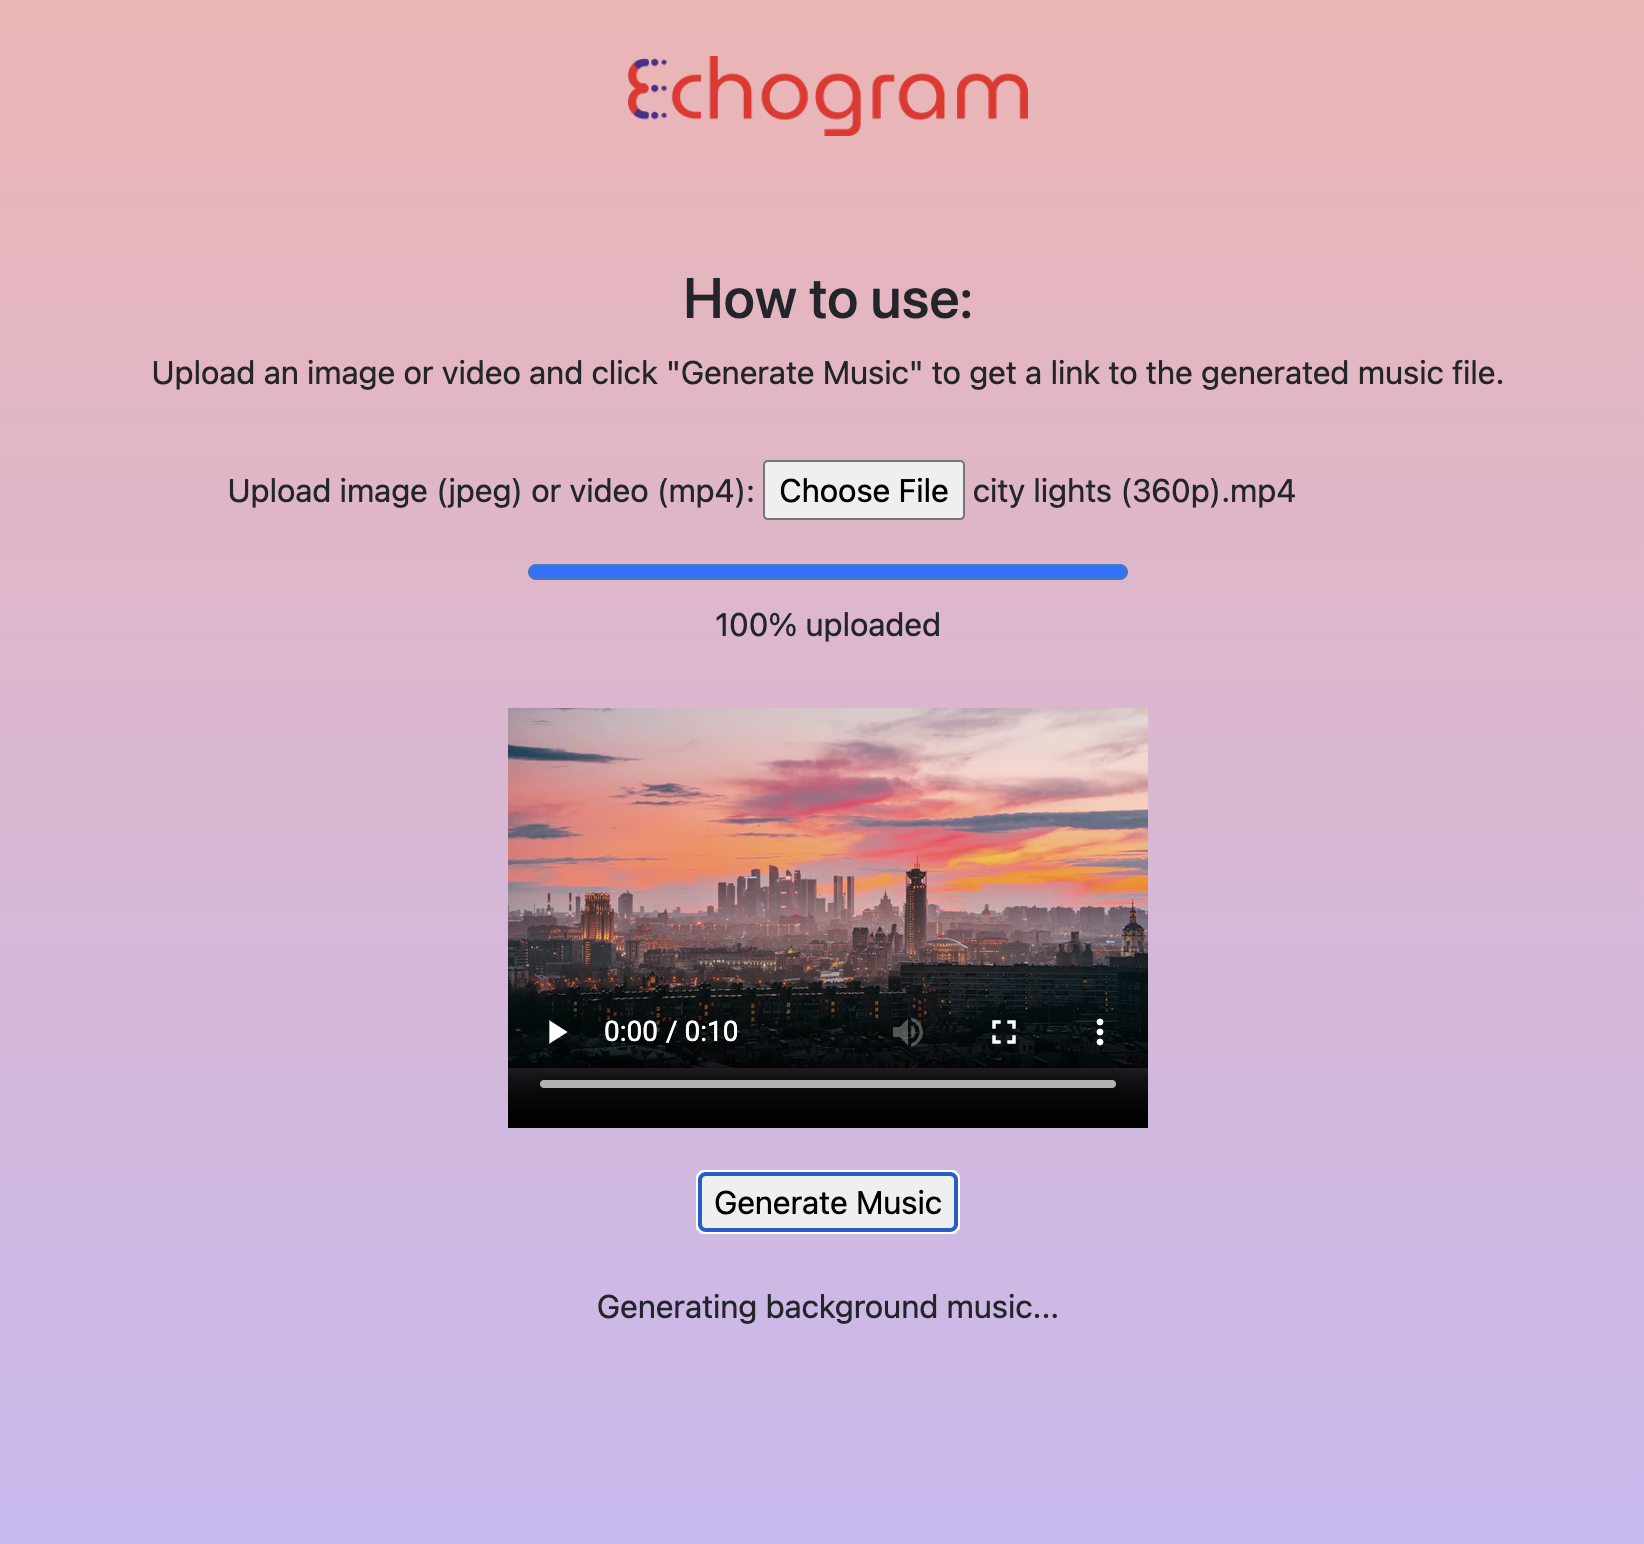 Echogram
How to use:
Upload an image or video and click "Generate Music" to get a link to the generated music file.
Upload image (jpeg) or video (mp4): Choose File city lights (360p).mp4
100% uploaded
0:00 / 0:10
Generate Music
Generating background music...